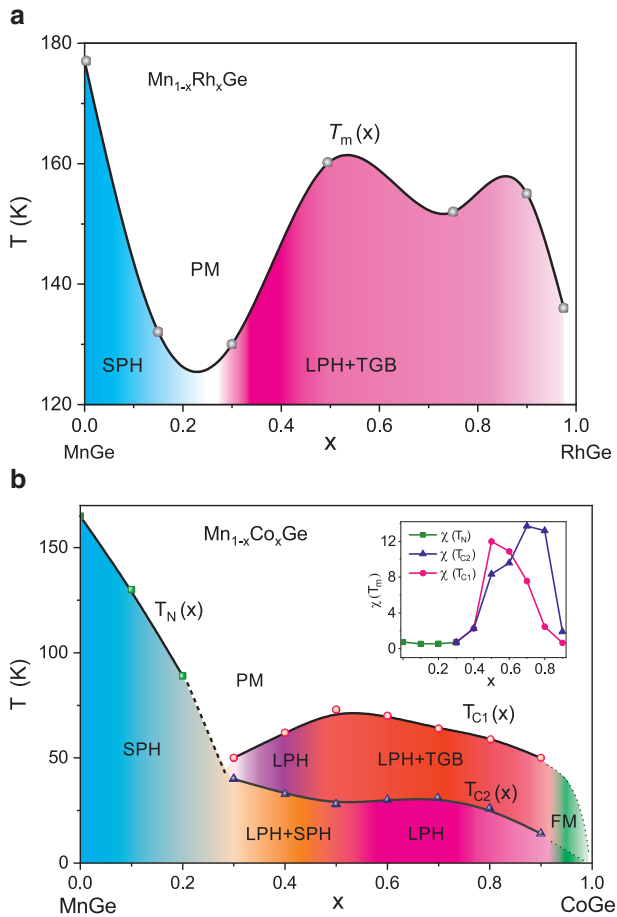 a
Mn1-xRhxGe
Tm(x)
PM
SPH
LPH+TGB
T (K)
180
160
140
120
0.0
0.2
0.4
0.6
0.8
1.0
MnGe
x
RhGe
b
Mn1-xCoxGe
TN(x)
PM
SPH
LPH
LPH+TGB
TC1(x)
TC2(x)
LPH+SPH
LPH
FM
T (K)
150
100
50
0
0.0
0.2
0.4
0.6
0.8
1.0
MnGe
x
CoGe
χ (TN)
χ (TC2)
χ (TC1)
χ(Tm)
12
8
4
0
0.0
0.4
0.6
0.8
x